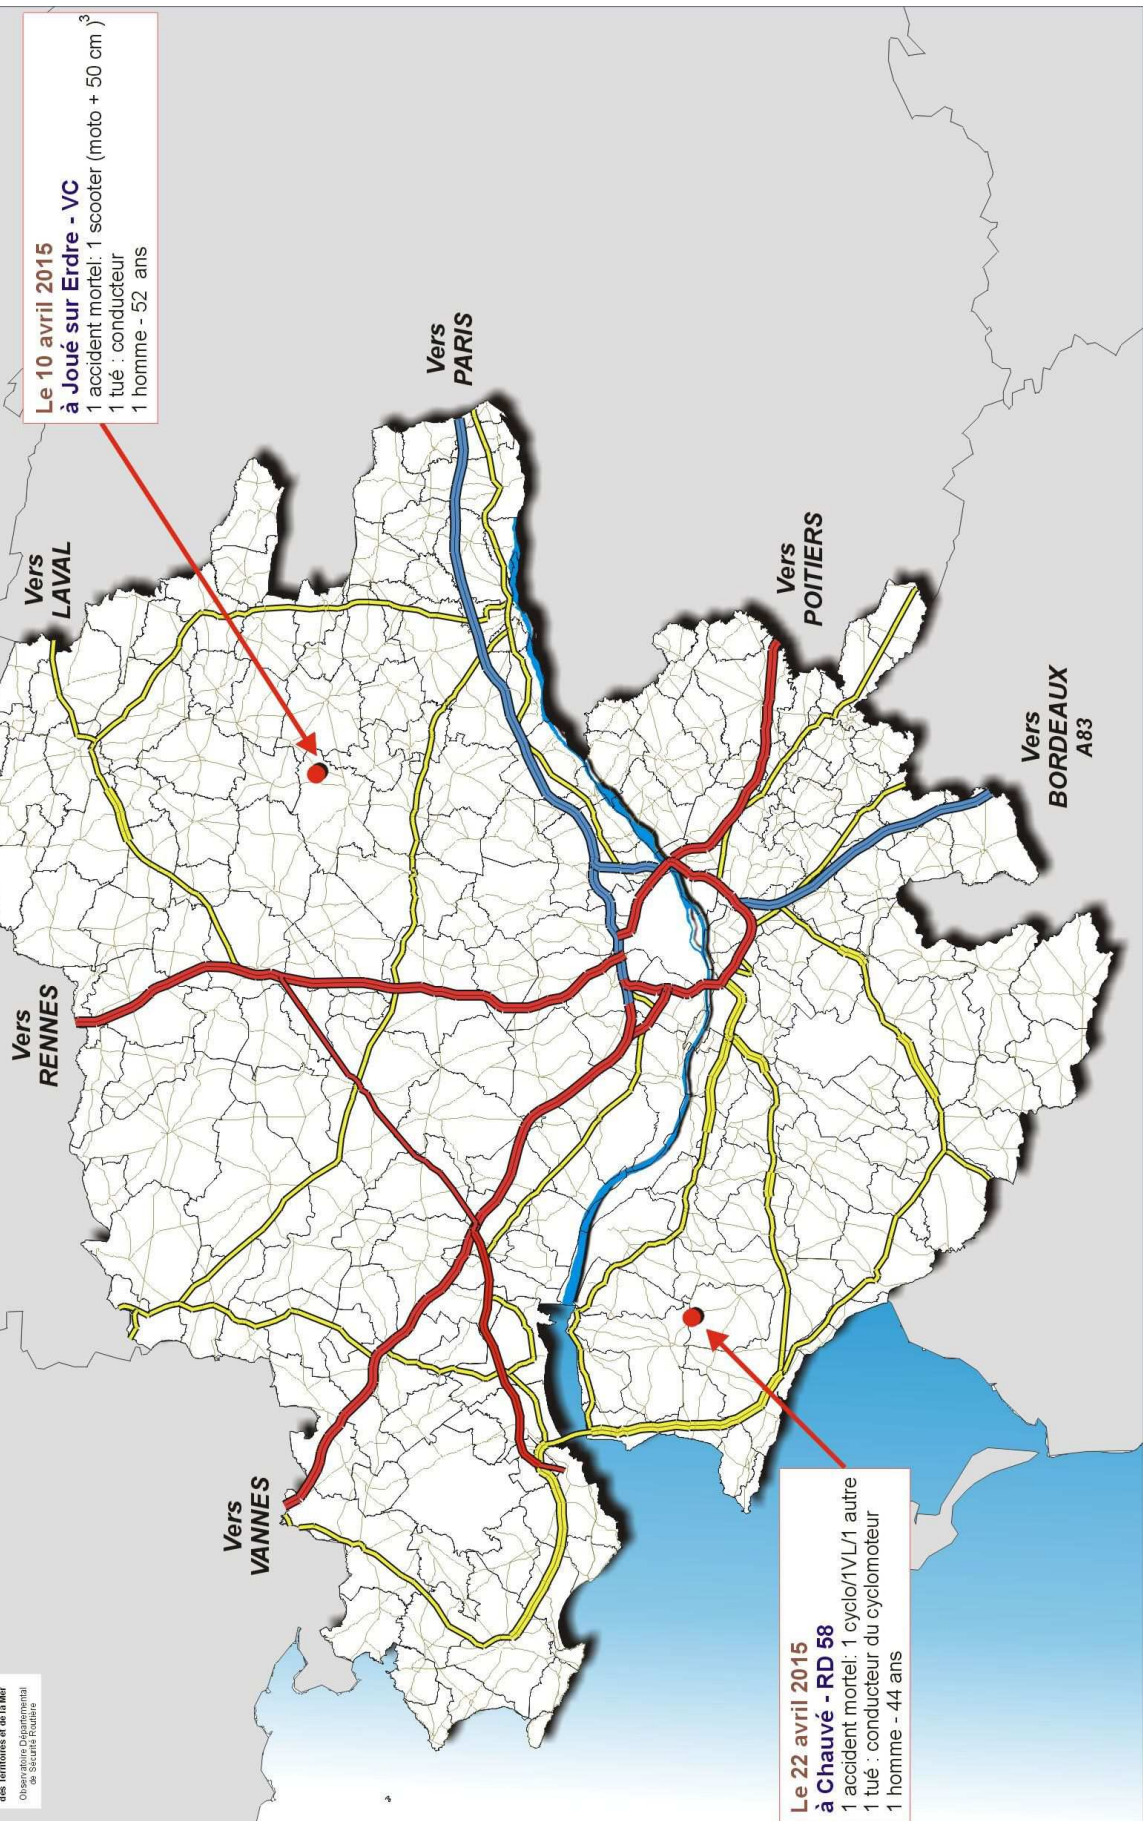 des Territoires et de la Mer
Observatoire Départemental
de Sécurité Routière
Vers
VANNES
Vers
RENNES
Vers
LAVAL
Le 10 avril 2015
à Joué sur Erdre - VC
1 accident mortel: 1 scooter (moto + 50 cm )3
1 tué : conducteur
1 homme - 52 ans
Vers
PARIS
Vers
POITIERS
Vers
BORDEAUX
A83
Le 22 avril 2015
à Chauvé - RD 58
1 accident mortel: 1 cyclo/1VL/1 autre
1 tué : conducteur du cyclomoteur
1 homme - 44 ans